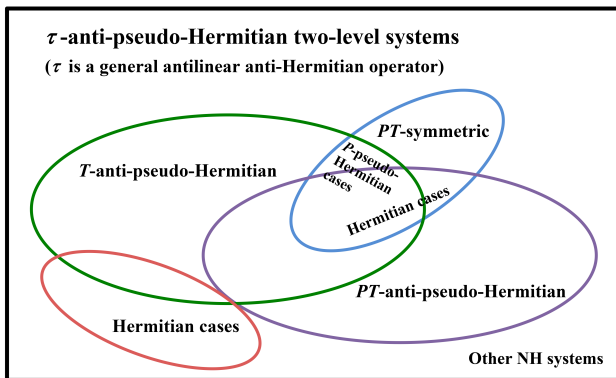 τ-anti-pseudo-Hermitian two-level systems
(τ is a general antilinear anti-Hermitian operator)
PT-symmetric
T-anti-pseudo-Hermitian
P-pseudo-
Hermitian
cases
Hermitian cases
PT-anti-pseudo-Hermitian
Hermitian cases
Other NH systems